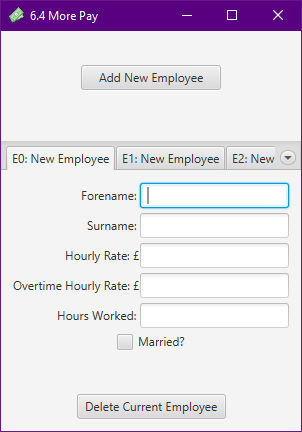 6.4 More Pay
Add New Employee
E0: New Employee E1: New Employee E2: New
Forename:
Surname:
Hourly Rate: £
Overtime Hourly Rate: £
Hours Worked:
Married?
Delete Current Employee